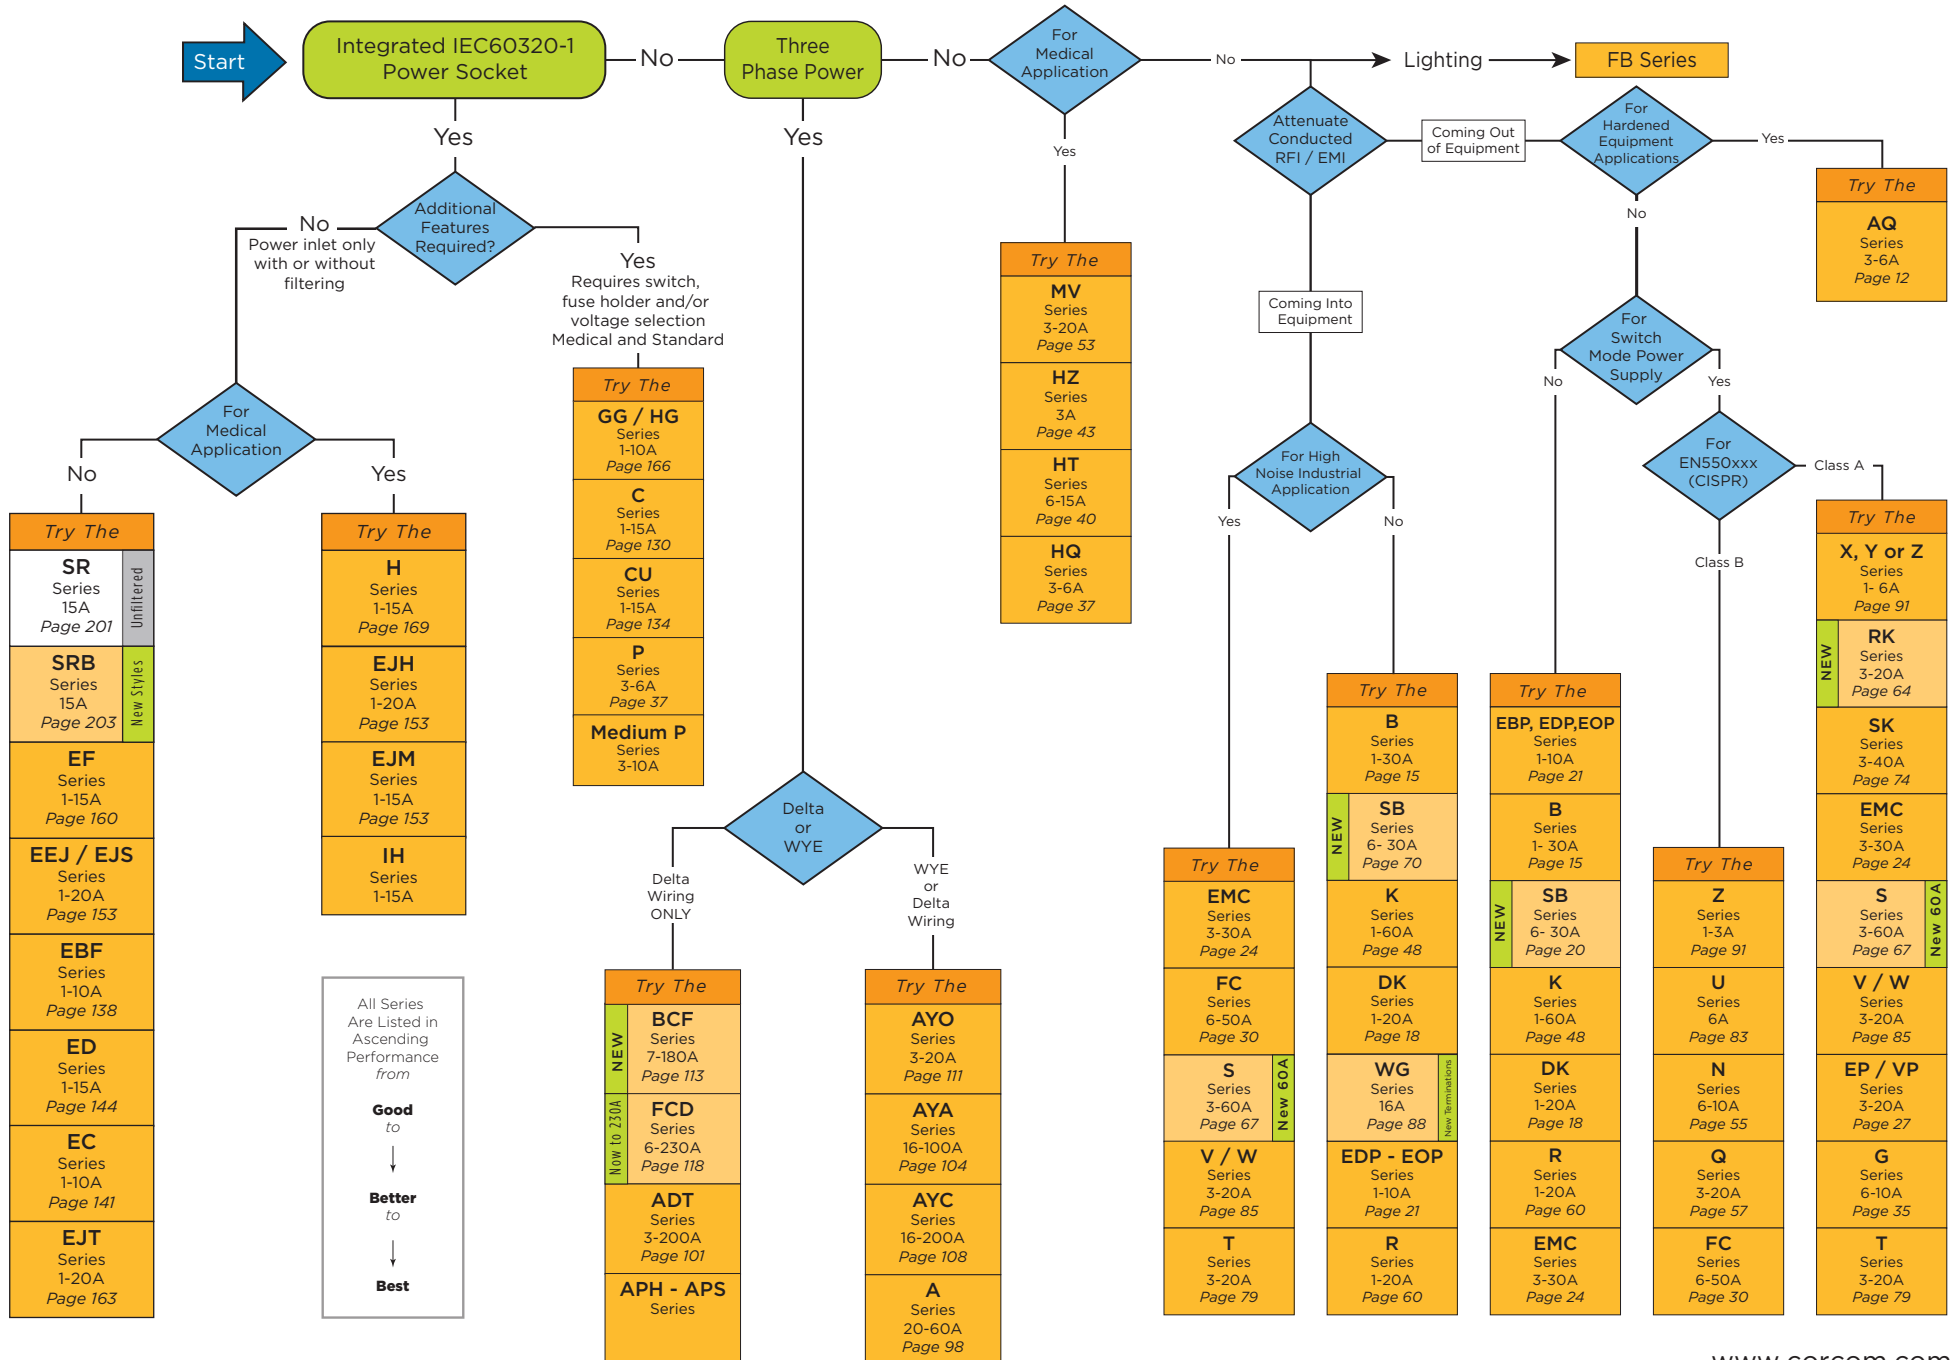 Start
Integrated IEC60320-1
Power Socket
No
Three
Phase Power
No
For
Medical
Application
No
Lighting
FB Series
Yes
Yes
Yes
Attenuate
Conducted
RFI / EMI
Coming Out
of Equipment
For
Hardened
Equipment
Applications
Yes
Try The
AQ
Series
3-6A
Page 12
No
Additional
Features
Required?
No
Power inlet only
with or without
filtering
Yes
Requires switch,
fuse holder and/or
voltage selection
Medical and Standard
Coming Into
Equipment
For
Switch
Mode Power
Supply
No
Yes
For
Medical
Application
No
Yes
For High
Noise Industrial
Application
Yes
No
For
EN550xxx
(CISPR)
Class A
Class B
Try The
SR
Series
15A
Page 201
Unfiltered
SRB
Series
15A
Page 203
New Styles
EF
Series
1-15A
Page 160
EEJ / EJS
Series
1-20A
Page 153
EBF
Series
1-10A
Page 138
ED
Series
1-15A
Page 144
EC
Series
1-10A
Page 141
EJT
Series
1-20A
Page 163
Try The
H
Series
1-15A
Page 169
EJH
Series
1-20A
Page 153
EJM
Series
1-15A
Page 153
IH
Series
1-15A
All Series
Are Listed in
Ascending
Performance
from
Good
to
Better
to
Best
Try The
GG / HG
Series
1-10A
Page 166
C
Series
1-15A
Page 130
CU
Series
1-15A
Page 134
P
Series
3-6A
Page 37
Medium P
Series
3-10A
Delta
or
WYE
Delta
Wiring
ONLY
WYE
or
Delta
Wiring
Try The
NEW
BCF
Series
7-180A
Page 113
Now to 230A
FCD
Series
6-230A
Page 118
ADT
Series
3-200A
Page 101
APH - APS
Series
Try The
AYO
Series
3-20A
Page 111
AYA
Series
16-100A
Page 104
AYC
Series
16-200A
Page 108
A
Series
20-60A
Page 98
Try The
MV
Series
3-20A
Page 53
HZ
Series
3A
Page 43
HT
Series
6-15A
Page 40
HQ
Series
3-6A
Page 37
Try The
EMC
Series
3-30A
Page 24
FC
Series
6-50A
Page 30
S
Series
3-60A
Page 67
New 60A
V / W
Series
3-20A
Page 85
T
Series
3-20A
Page 79
Try The
B
Series
1-30A
Page 15
NEW
SB
Series
6- 30A
Page 70
K
Series
1-60A
Page 48
DK
Series
1-20A
Page 18
WG
Series
16A
Page 88
New Terminations
EDP - EOP
Series
1-10A
Page 21
R
Series
1-20A
Page 60
Try The
EBP, EDP,EOP
Series
1-10A
Page 21
B
Series
1- 30A
Page 15
NEW
SB
Series
6- 30A
Page 20
K
Series
1-60A
Page 48
DK
Series
1-20A
Page 18
R
Series
1-20A
Page 60
EMC
Series
3-30A
Page 24
Try The
Z
Series
1-3A
Page 91
U
Series
6A
Page 83
N
Series
6-10A
Page 55
Q
Series
3-20A
Page 57
FC
Series
6-50A
Page 30
Try The
X, Y or Z
Series
1- 6A
Page 91
NEW
RK
Series
3-20A
Page 64
SK
Series
3-40A
Page 74
EMC
Series
3-30A
Page 24
S
Series
3-60A
Page 67
New 60A
V / W
Series
3-20A
Page 85
EP / VP
Series
3-20A
Page 27
G
Series
6-10A
Page 35
T
Series
3-20A
Page 79
www.corcom.com